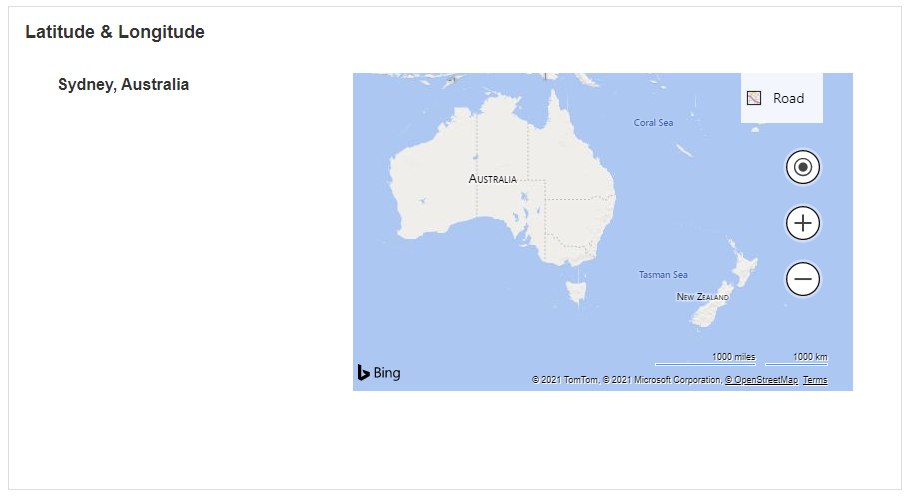 Latitude & Longitude
Sydney, Australia
Road
Coral Sea
AUSTRALIA
Tasman Sea
NEW ZEALAND
1000 miles 1000 km
Bing
© 2021 TomTom, © 2021 Microsoft Corporation, © OpenStreetMap Terms